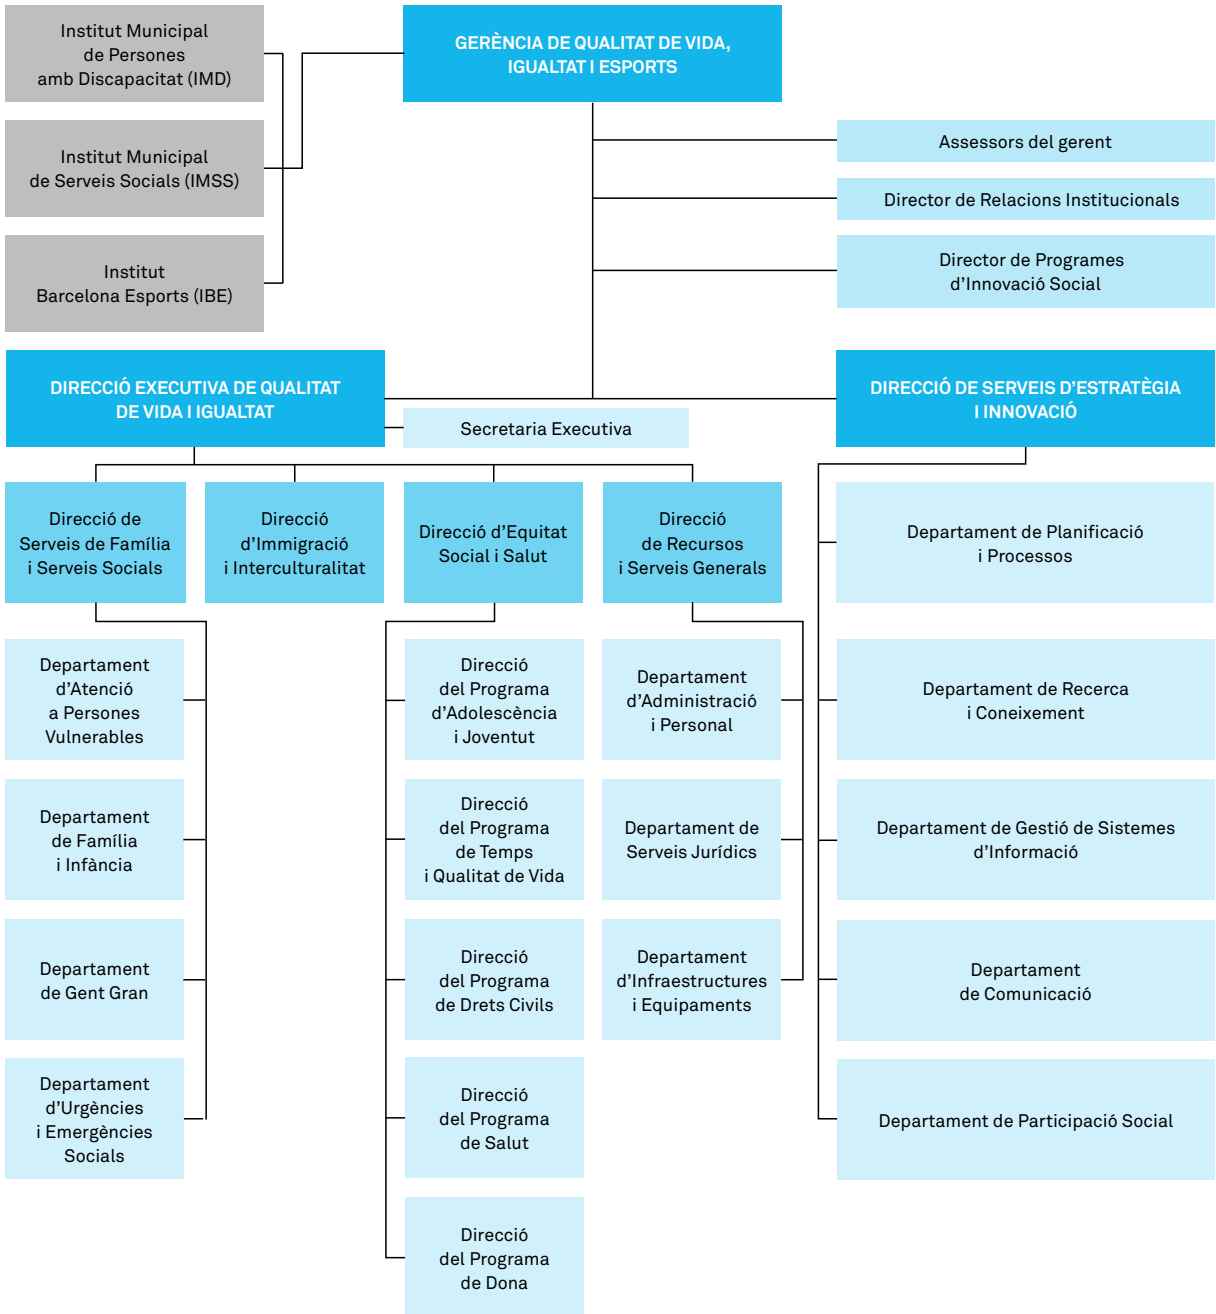 Institut Municipal
de Persones
amb Discapacitat (IMD)
GERÈNCIA DE QUALITAT DE VIDA,
IGUALTAT I ESPORTS
Institut Municipal
de Serveis Socials (IMSS)
Institut
Barcelona Esports (IBE)
Assessors del gerent
Director de Relacions Institucionals
Director de Programes
d’Innovació Social
DIRECCIÓ EXECUTIVA DE QUALITAT
DE VIDA I IGUALTAT
Secretaria Executiva
DIRECCIÓ DE SERVEIS D’ESTRATÈGIA
I INNOVACIÓ
Direcció de
Serveis de Família
i Serveis Socials
Direcció
d’Immigració
i Interculturalitat
Direcció d’Equitat
Social i Salut
Direcció
de Recursos
i Serveis Generals
Departament de Planificació
i Processos
Departament
d’Atenció
a Persones
Vulnerables
Direcció
del Programa
d’Adolescència
i Joventut
Departament
d’Administració
i Personal
Departament de Recerca
i Coneixement
Departament
de Família
i Infància
Direcció
del Programa
de Temps
i Qualitat de Vida
Departament de
Serveis Jurídics
Departament de Gestió de Sistemes
d’Informació
Departament
de Gent Gran
Direcció
del Programa
de Drets Civils
Departament
d’Infraestructures
i Equipaments
Departament
de Comunicació
Departament
d’Urgències
i Emergències
Socials
Direcció
del Programa
de Salut
Departament de Participació Social
Direcció
del Programa
de Dona